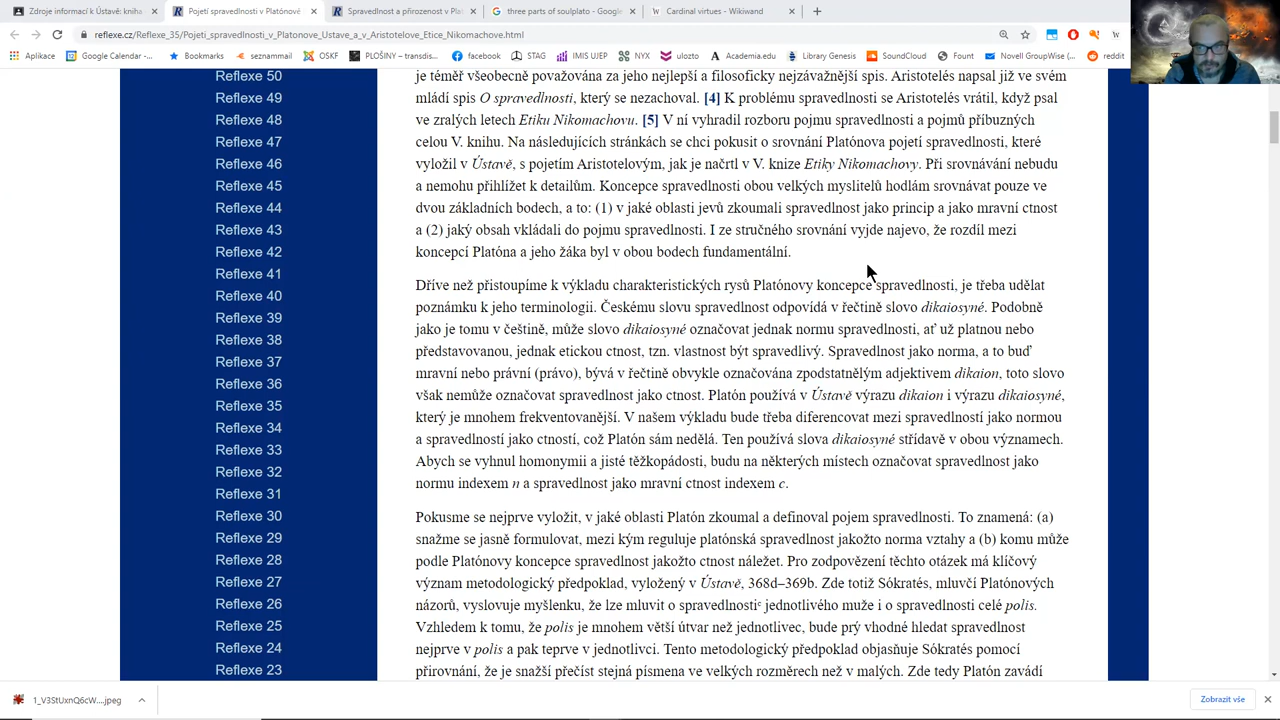 Zdroje informací k Ústavě: kniha
Pojetí spravedlnosti v Platónově
Spravedlnost a přirozenost v Plat
three parts of soulplato - Google
Cardinal virtues - Wikiwand
reflexe.cz/Reflexe_35/Pojeti_spravedlnosti_v_Platonove_Ustave_a_v_Aristotelove_Etice_Nikomachove.html
Aplikace
Google Calendar -...
Bookmarks
seznammail
OSKF
PLOŠINY – transdis...
facebook
STAG
IMIS UJEP
NYX
ulozto
Academia.edu
Library Genesis
SoundCloud
Fount
Novell GroupWise (...
reddit
Reflexe 50
Reflexe 49
Reflexe 48
Reflexe 47
Reflexe 46
Reflexe 45
Reflexe 44
Reflexe 43
Reflexe 42
Reflexe 41
Reflexe 40
Reflexe 39
Reflexe 38
Reflexe 37
Reflexe 36
Reflexe 35
Reflexe 34
Reflexe 33
Reflexe 32
Reflexe 31
Reflexe 30
Reflexe 29
Reflexe 28
Reflexe 27
Reflexe 26
Reflexe 25
Reflexe 24
Reflexe 23
je téměř všeobecně považována za jeho nejlepší a filosoficky nejzávažnější spis. Aristotelés napsal již ve svém
mládí spis O spravedlnosti, který se nezachoval. [4] K problému spravedlnosti se Aristotelés vrátil, když psal
ve zralých letech Etiku Nikomachovu. [5] V ní vyhradil rozboru pojmu spravedlnosti a pojmů příbuzných
celou V. knihu. Na následujících stránkách se chci pokusit o srovnání Platónova pojetí spravedlnosti, které
vyložil v Ústavě, s pojetím Aristotelovým, jak je načrtl v V. knize Etiky Nikomachovy. Při srovnávání nebudu
a nemohu přihlížet k detailům. Koncepce spravedlnosti obou velkých myslitelů hodlám srovnávat pouze ve
dvou základních bodech, a to: (1) v jaké oblasti jevů zkoumali spravedlnost jako princip a jako mravní ctnost
a (2) jaký obsah vkládali do pojmu spravedlnosti. I ze stručného srovnání vyjde najevo, že rozdíl mezi
koncepcí Platóna a jeho žáka byl v obou bodech fundamentální.
Dříve než přistoupíme k výkladu charakteristických rysů Platónovy koncepce spravedlnosti, je třeba udělat
poznámku k jeho terminologii. Českému slovu spravedlnost odpovídá v řečtině slovo dikaiosyné. Podobně
jako je tomu v češtině, může slovo dikaiosyné označovat jednak normu spravedlnosti, ať už platnou nebo
představovanou, jednak etickou ctnost, tzn. vlastnost být spravedlivý. Spravedlnost jako norma, a to buď
mravní nebo právní (právo), bývá v řečtině obvykle označována zpodstatnělým adjektivem dikaion, toto slovo
však nemůže označovat spravedlnost jako ctnost. Platón používá v Ústavě výrazu dikaion i výrazu dikaiosyné,
který je mnohem frekventovanější. V našem výkladu bude třeba diferencovat mezi spravedlností jako normou
a spravedlností jako ctností, což Platón sám nedělá. Ten používá slova dikaiosyné střídavě v obou významech.
Abych se vyhnul homonymii a jisté těžkopádosti, budu na některých místech označovat spravedlnost jako
normu indexem n a spravedlnost jako mravní ctnost indexem c.
Pokusme se nejprve vyložit, v jaké oblasti Platón zkoumal a definoval pojem spravedlnosti. To znamená: (a)
snažme se jasně formulovat, mezi kým reguluje platónská spravedlnost jakožto norma vztahy a (b) komu může
podle Platónovy koncepce spravedlnost jakožto ctnost náležet. Pro zodpovězení těchto otázek má klíčový
význam metodologický předpoklad, vyslovený v Ústavě, 368d–369b. Zde totiž Sókratés, mluvčí Platónových
názorů, vyslovuje myšlenku, že lze mluvit o spravedlnostiᶜ jednotlivého muže i o spravedlnosti celé polis.
Vzhledem k tomu, že polis je mnohem větší útvar než jednotlivec, bude prý vhodné hledat spravedlnost
nejprve v polis a pak teprve v jednotlivci. Tento metodologický předpoklad objasňuje Sókratés pomocí
přirovnání, že je snažší přečíst stejná písmena ve velkých rozměrech než v malých. Zde tedy Platón zavádí
1_V3StUxnQ6cW....jpeg
Zobrazit vše